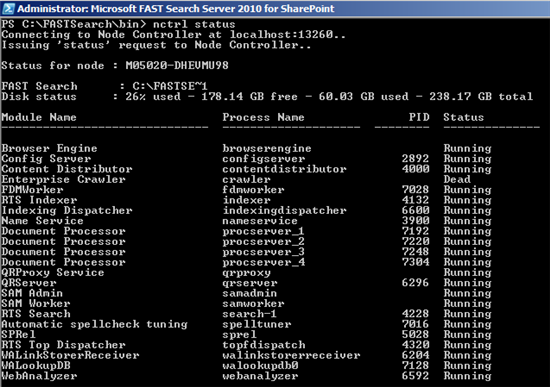 Administrator: Microsoft FAST Search Server 2010 for SharePoint
PS C:\FASTSearch\bin> nctrl status
Connecting to Node Controller at localhost:13260..
Issuing 'status' request to Node Controller..
Status for node : M05020-DHEVMU98
FAST Search : C:\FASTSE~1
Disk status : 26% used - 178.14 GB free - 60.03 GB used - 238.17 GB total
Module Name Process Name PID Status
Browser Engine browserengine Running
Config Server configserver 2892 Running
Content Distributor contentdistributor 4000 Running
Enterprise Crawler crawler Dead
FDMWorker fdmworker 7028 Running
RTS Indexer indexer 4132 Running
Indexing Dispatcher indexingdispatcher 6600 Running
Name Service nameservice 3900 Running
Document Processor procserver_1 7192 Running
Document Processor procserver_2 7220 Running
Document Processor procserver_3 7248 Running
Document Processor procserver_4 7304 Running
QRProxy Service qrproxy Running
QRServer qrserver 6296 Running
SAM Admin samadmin Running
SAM Worker samworker Running
RTS Search search-1 4228 Running
Automatic spellcheck tuning spelltuner 7016 Running
SPRel sprel 5028 Running
RTS Top Dispatcher topfdispatch 4320 Running
WALinkStorerReceiver walinkstorerreceiver 6204 Running
WALookupDB walookupdb0 7128 Running
WebAnalyzer webanalyzer 6592 Running